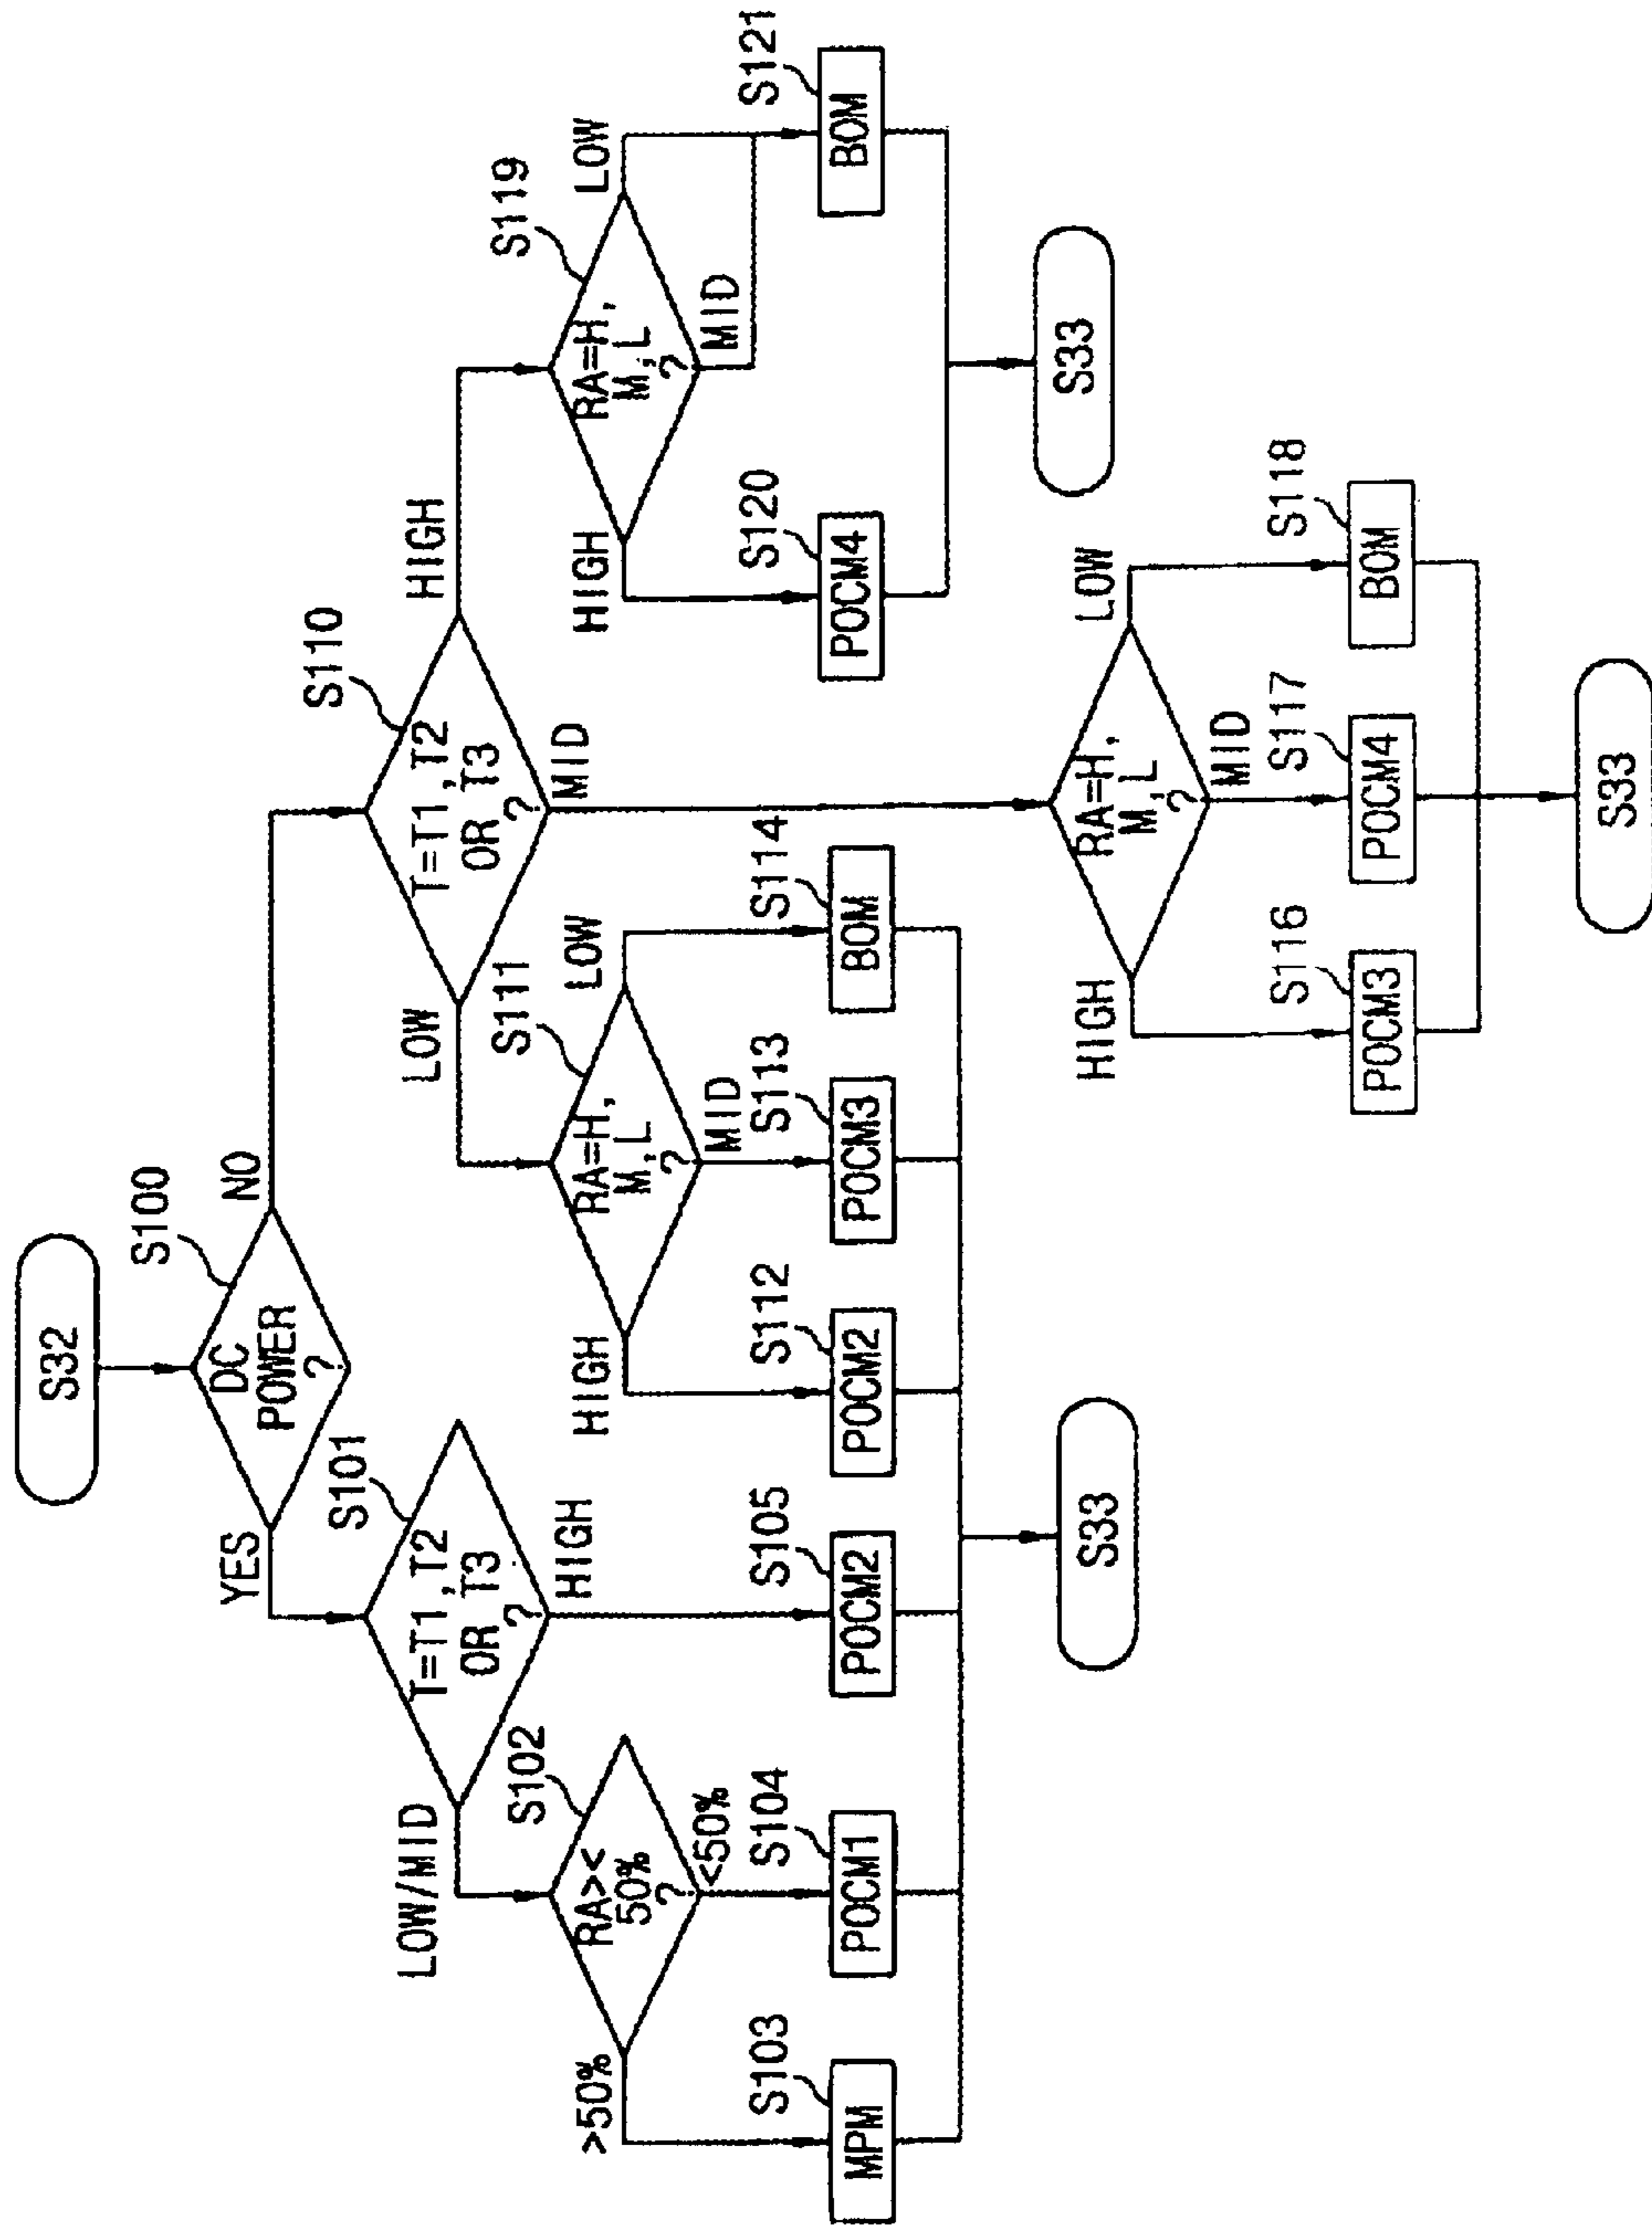 S32
S100
DC
POWER
?
YES
NO
S101
T=T1,T2
OR T3
?
LOW/MID
HIGH
S110
T=T1,T2
OR T3
?
LOW
MID
HIGH
S102
RA><
50%
?
>50%
<50%
S111
RA=H,
M,L
?
HIGH
MID
LOW
S119
RA=H,
M,L
?
HIGH
MID
LOW
S103
MPM
S104
POCM1
S105
POCM2
S112
POCM2
S113
POCM3
S114
BOM
S120
POCM4
S121
BOM
S33
S33
RA=H,
M,L
?
HIGH
MID
LOW
S116
POCM3
S117
POCM4
S118
BOM
S33